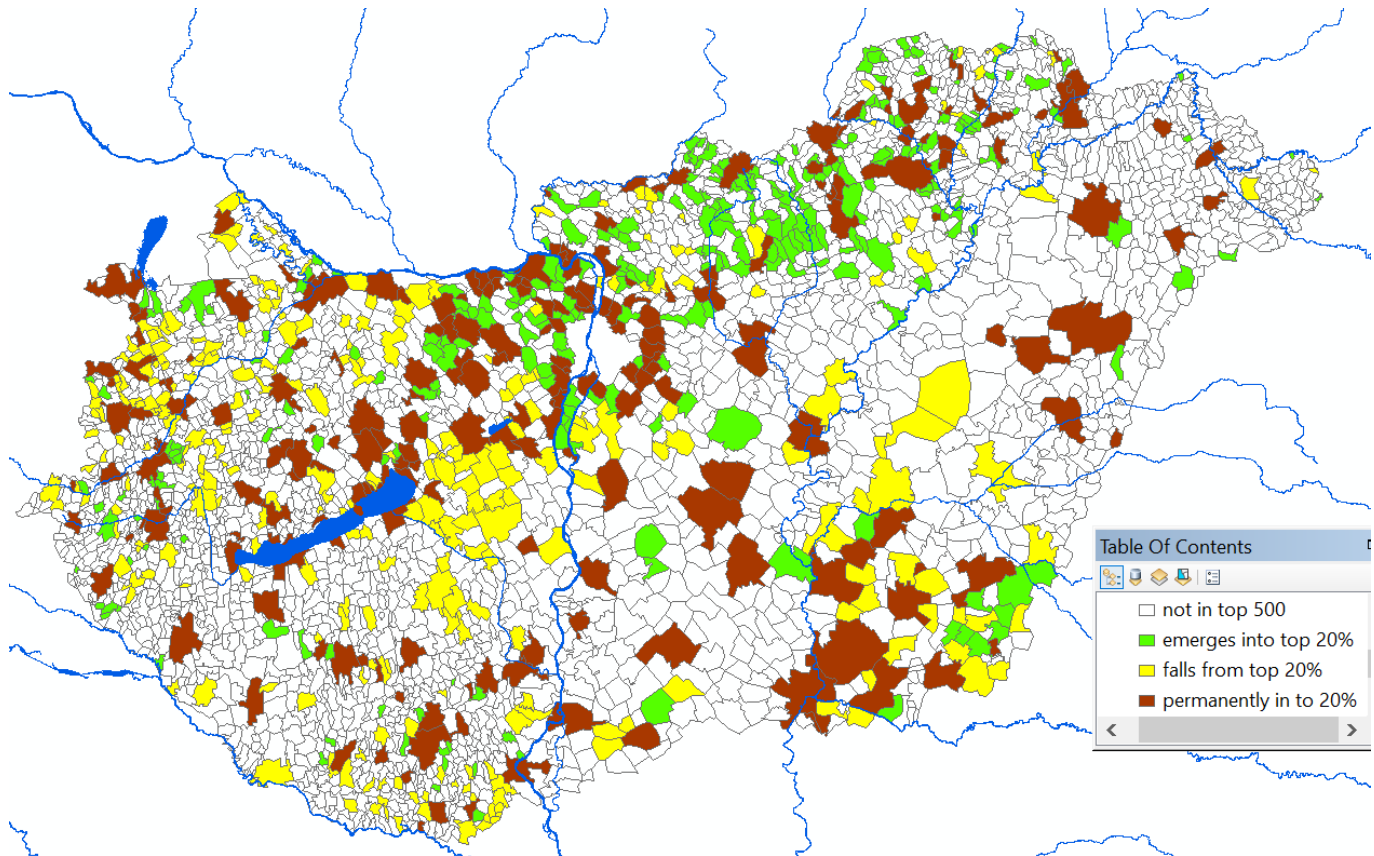 Table Of Contents
not in top 500
emerges into top 20%
falls from top 20%
permanently in to 20%